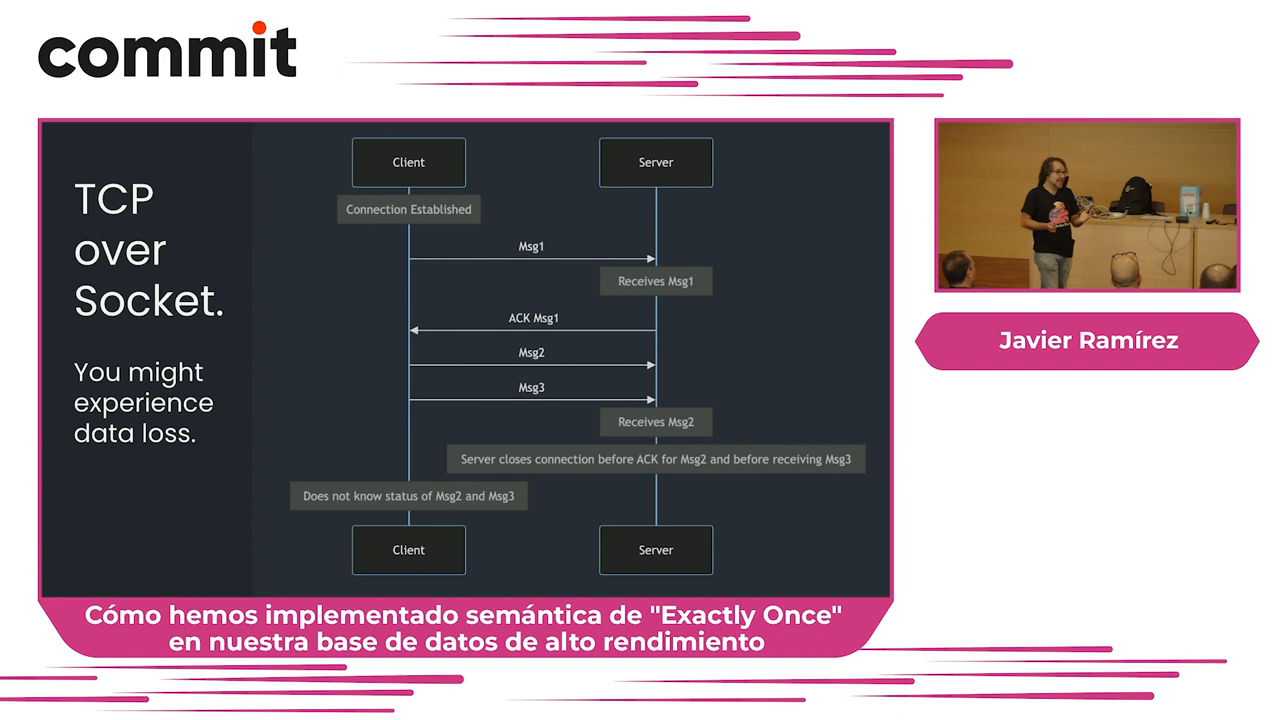 commit
TCP
over
Socket.
You might
experience
data loss.
Client
Server
Connection Established
Msg1
Receives Msg1
ACK Msg1
Msg2
Msg3
Receives Msg2
Server closes connection before ACK for Msg2 and before receiving Msg3
Does not know status of Msg2 and Msg3
Client
Server
Javier Ramírez
Cómo hemos implementado semántica de "Exactly Once"
en nuestra base de datos de alto rendimiento